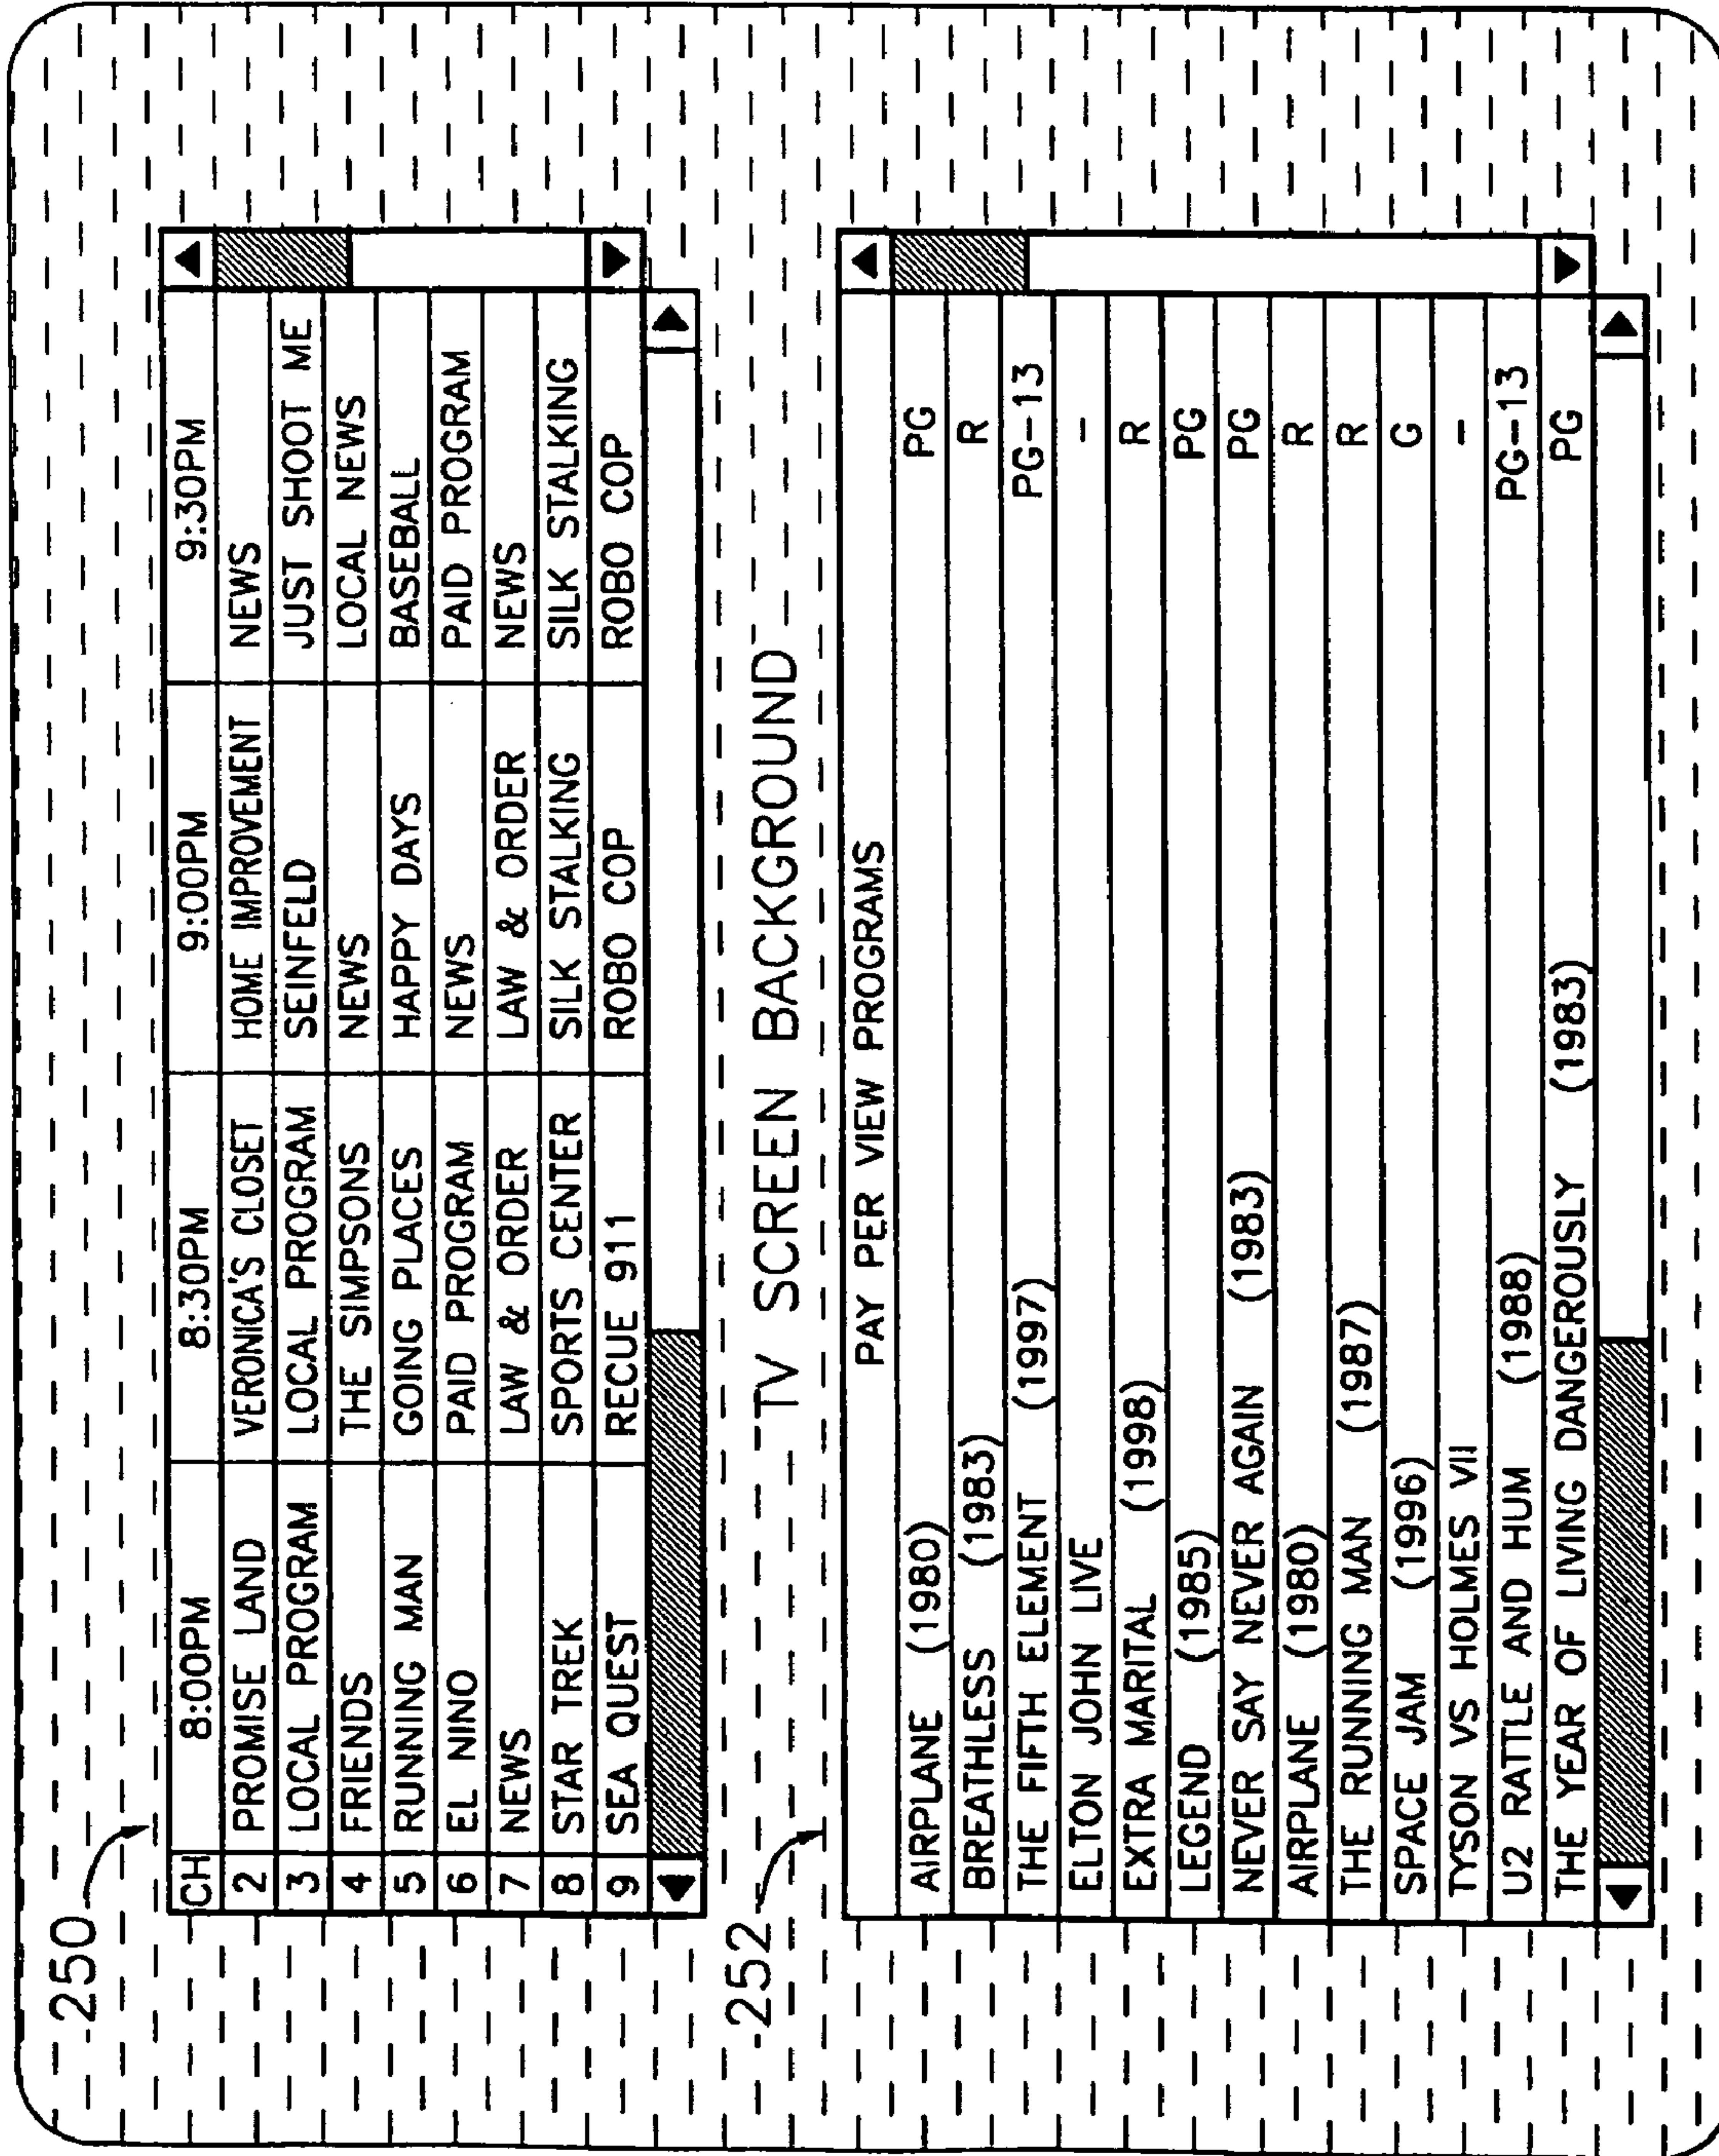 250
CH 8:00PM 8:30PM 9:00PM 9:30PM
2 PROMISE LAND VERONICA'S CLOSET HOME IMPROVEMENT NEWS
3 LOCAL PROGRAM LOCAL PROGRAM SEINFELD JUST SHOOT ME
4 FRIENDS THE SIMPSONS NEWS LOCAL NEWS
5 RUNNING MAN GOING PLACES HAPPY DAYS BASEBALL
6 EL NINO PAID PROGRAM NEWS PAID PROGRAM
7 NEWS LAW & ORDER LAW & ORDER NEWS
8 STAR TREK SPORTS CENTER SILK STALKING SILK STALKING
9 SEA QUEST RECUE 911 ROBO COP ROBO COP
252 TV SCREEN BACKGROUND
PAY PER VIEW PROGRAMS
AIRPLANE (1980) PG
BREATHLESS (1983) R
THE FIFTH ELEMENT (1997) PG-13
ELTON JOHN LIVE -
EXTRA MARITAL (1998) R
LEGEND (1985) PG
NEVER SAY NEVER AGAIN (1983) PG
AIRPLANE (1980) R
THE RUNNING MAN (1987) R
SPACE JAM (1996) G
TYSON VS HOLMES VII -
U2 RATTLE AND HUM (1988) PG-13
THE YEAR OF LIVING DANGEROUSLY (1983) PG